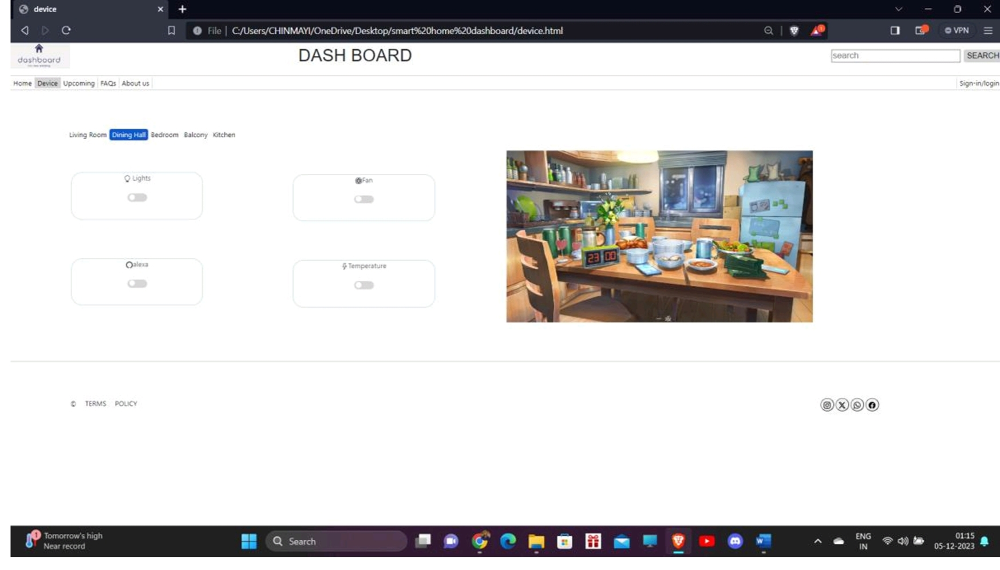 device
File | C:/Users/CHINMAYI/OneDrive/Desktop/smart%20home%20dashboard/device.html
VPN
dashboard
DASH BOARD
search
SEARCH
Home Device Upcoming FAQs About us
Sign-in/login
Living Room Dining Hall Bedroom Balcony Kitchen
Lights
Fan
23 00
alexa
Temperature
© TERMS POLICY
1
Tomorrow's high
Near record
Search
ENG
IN
01:15
05-12-2023